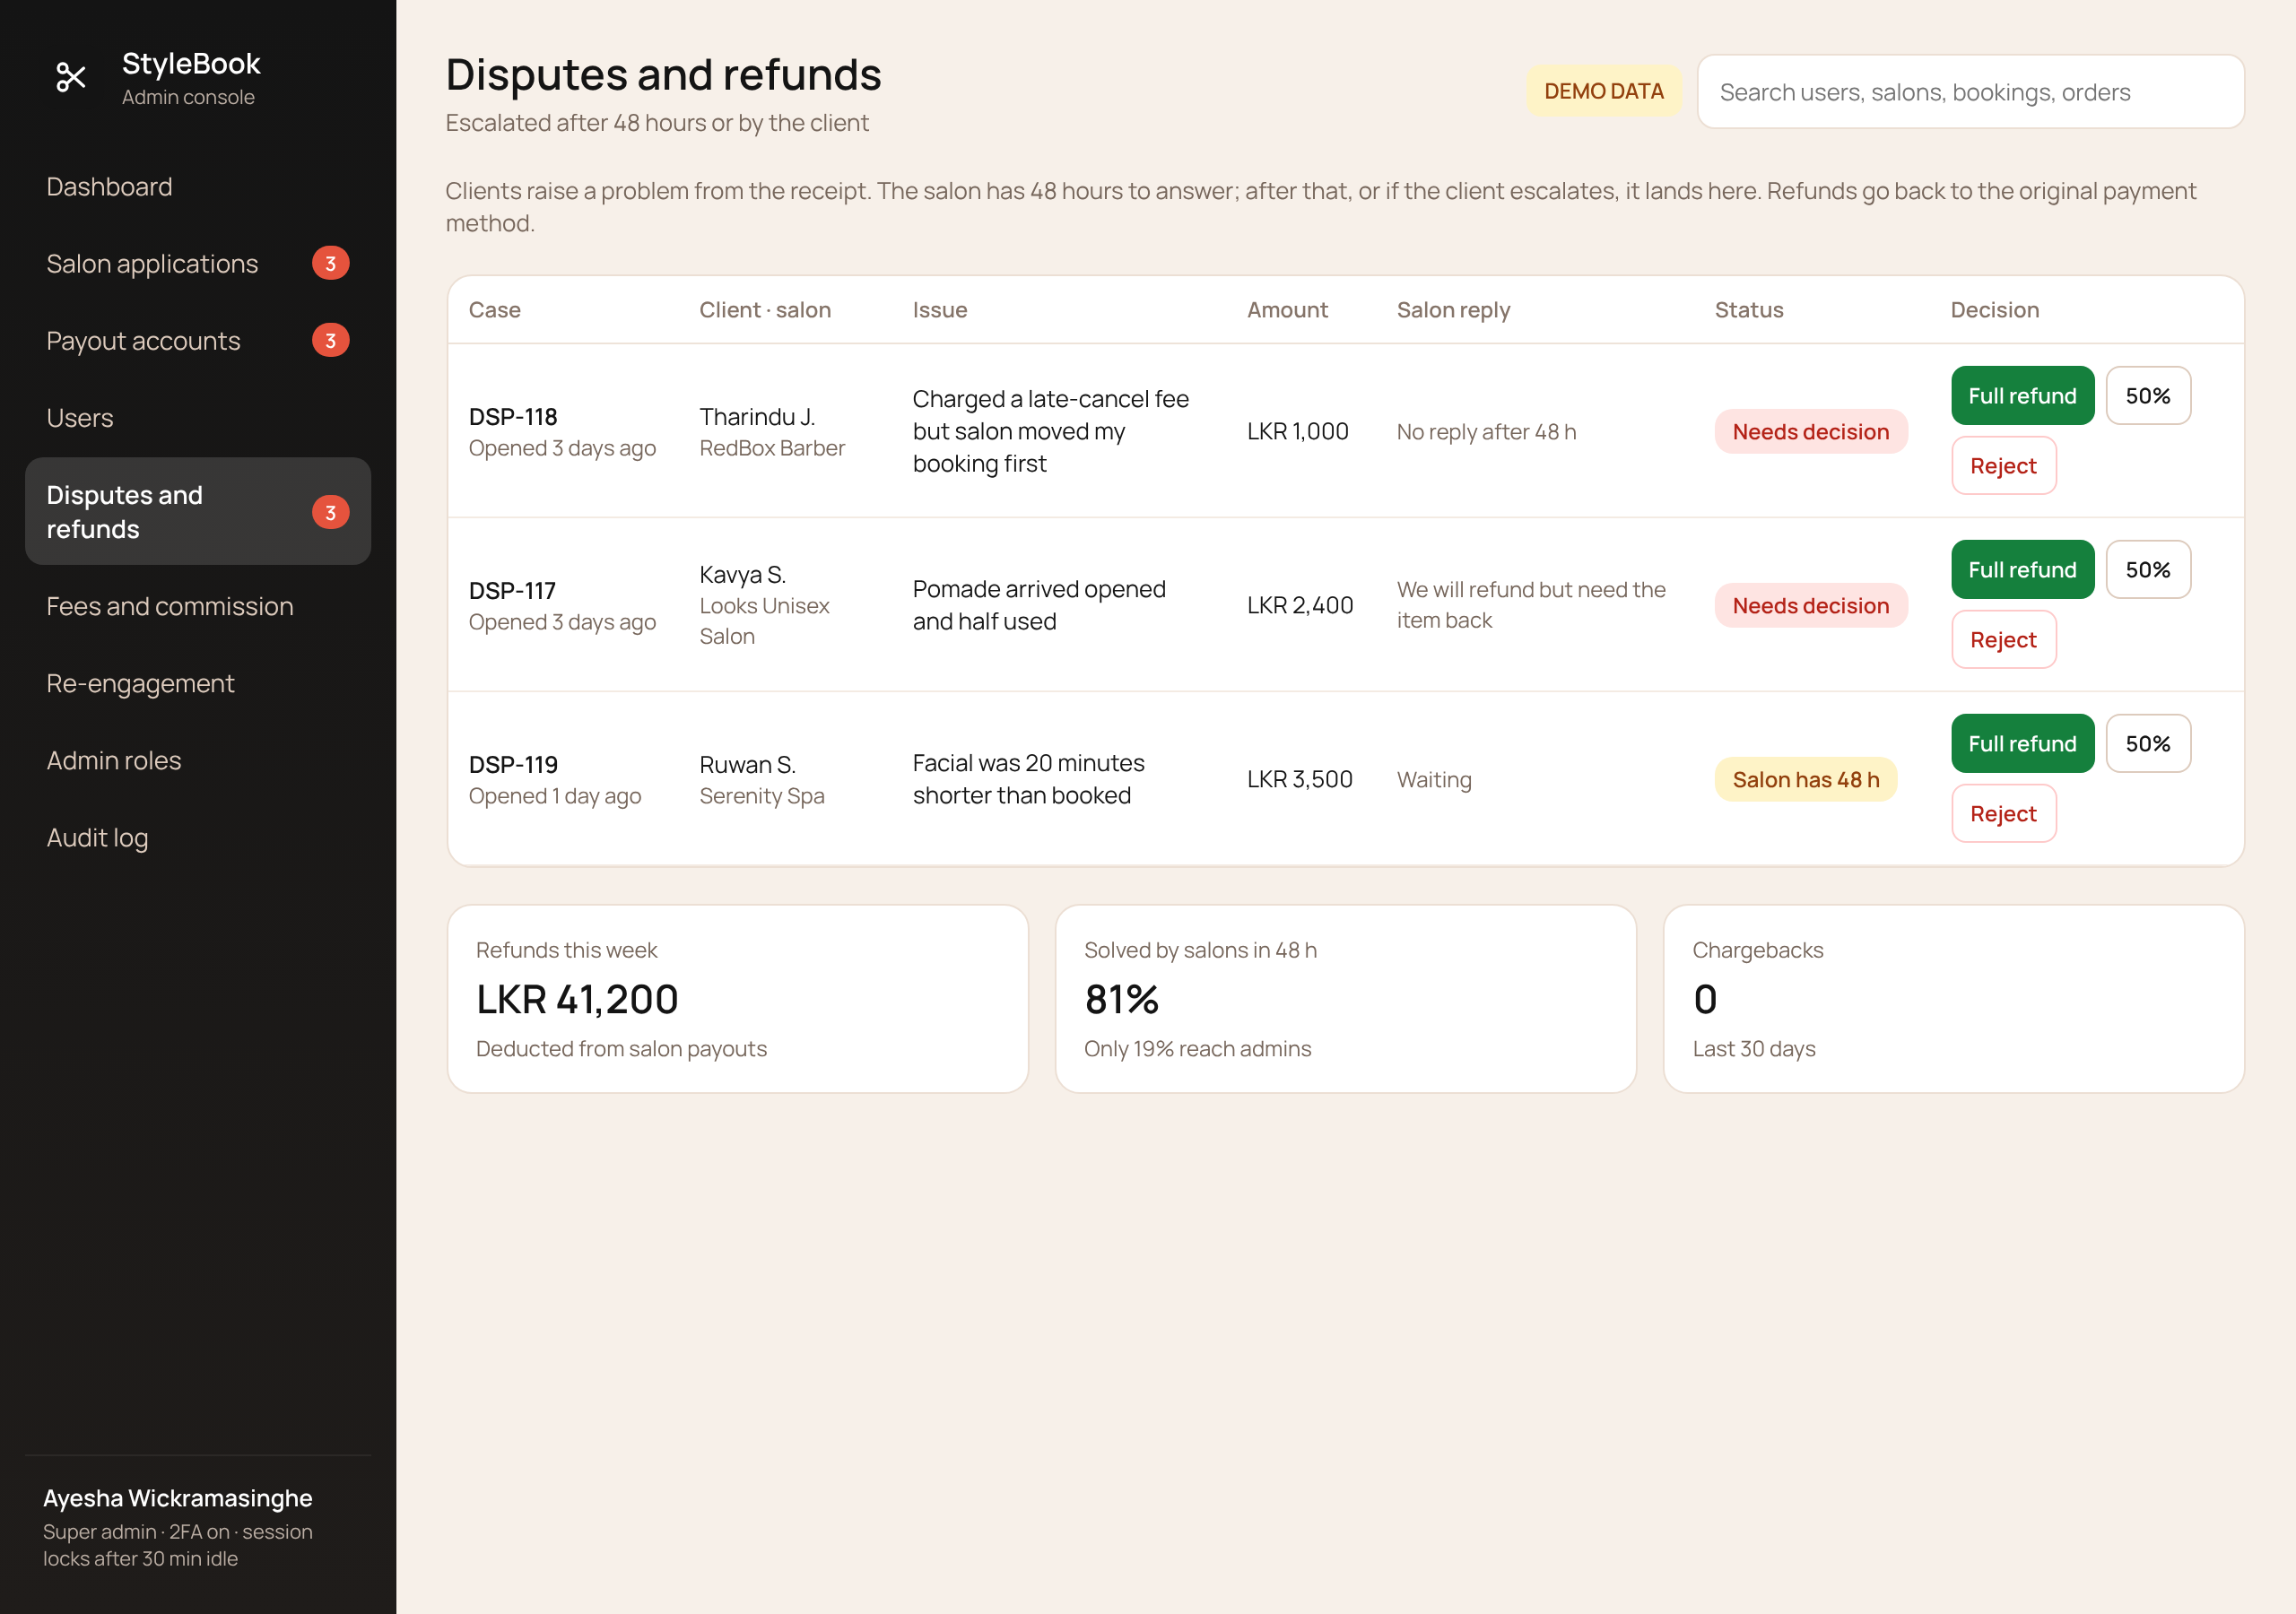 StyleBook
Admin console
Dashboard
Salon applications 3
Payout accounts 3
Users
Disputes and
refunds
3
Fees and commission
Re-engagement
Admin roles
Audit log
Ayesha Wickramasinghe
Super admin · 2FA on · session
locks after 30 min idle
Disputes and refunds
Escalated after 48 hours or by the client
DEMO DATA
Search users, salons, bookings, orders
Clients raise a problem from the receipt. The salon has 48 hours to answer; after that, or if the client escalates, it lands here. Refunds go back to the original payment
method.
Case Client · salon Issue Amount Salon reply Status Decision
DSP-118
Opened 3 days ago
Tharindu J.
RedBox Barber
Charged a late-cancel fee
but salon moved my
booking first
LKR 1,000
No reply after 48 h
Needs decision
Full refund 50%
Reject
DSP-117
Opened 3 days ago
Kavya S.
Looks Unisex
Salon
Pomade arrived opened
and half used
LKR 2,400
We will refund but need the
item back
Needs decision
Full refund 50%
Reject
DSP-119
Opened 1 day ago
Ruwan S.
Serenity Spa
Facial was 20 minutes
shorter than booked
LKR 3,500
Waiting
Salon has 48 h
Full refund 50%
Reject
Refunds this week
LKR 41,200
Deducted from salon payouts
Solved by salons in 48 h
81%
Only 19% reach admins
Chargebacks
0
Last 30 days